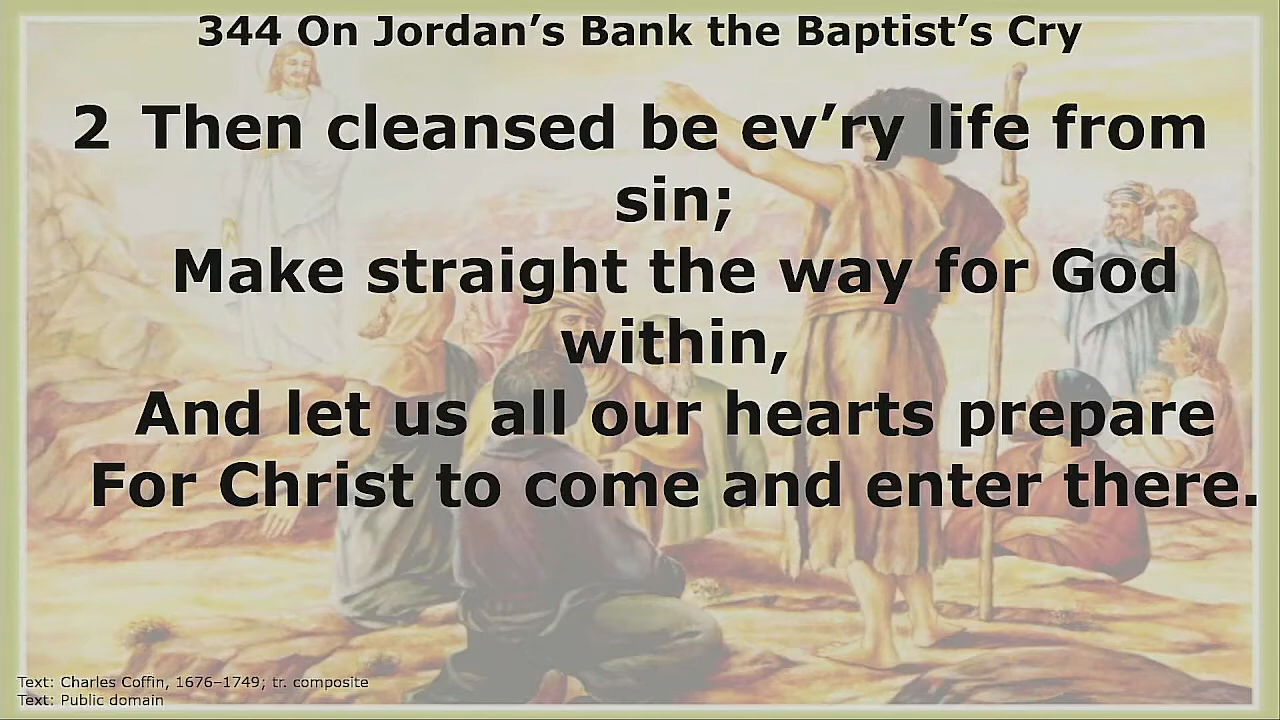 344 On Jordan’s Bank the Baptist’s Cry
2 Then cleansed be ev’ry life from
sin;
Make straight the way for God
within,
And let us all our hearts prepare
For Christ to come and enter there.
Text: Charles Coffin, 1676–1749; tr. composite
Text: Public domain